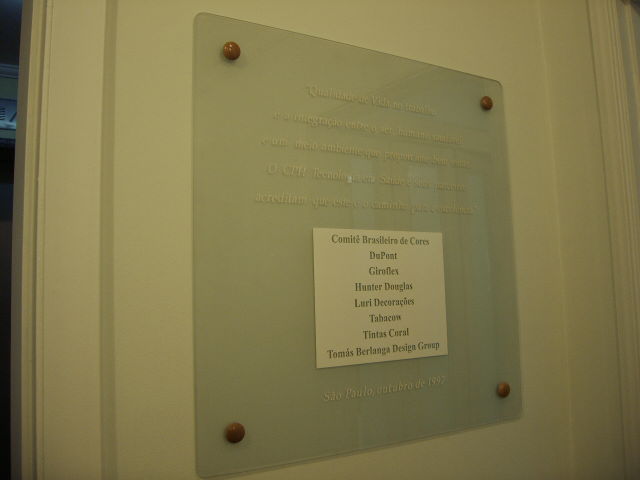 "Qualidade de Vida no trabalho
e a integração entre o ser humano
e um meio ambiente que proporcione bem estar.
O CPH Tecnologia em Saúde e seus parceiros
acreditam que este é o caminho para
Comitê Brasileiro de Cores
DuPont
Giroflex
Hunter Douglas
Luri Decorações
Tabacow
Tintas Coral
Tomás Berlanga Design Group
São Paulo, outubro de 1997